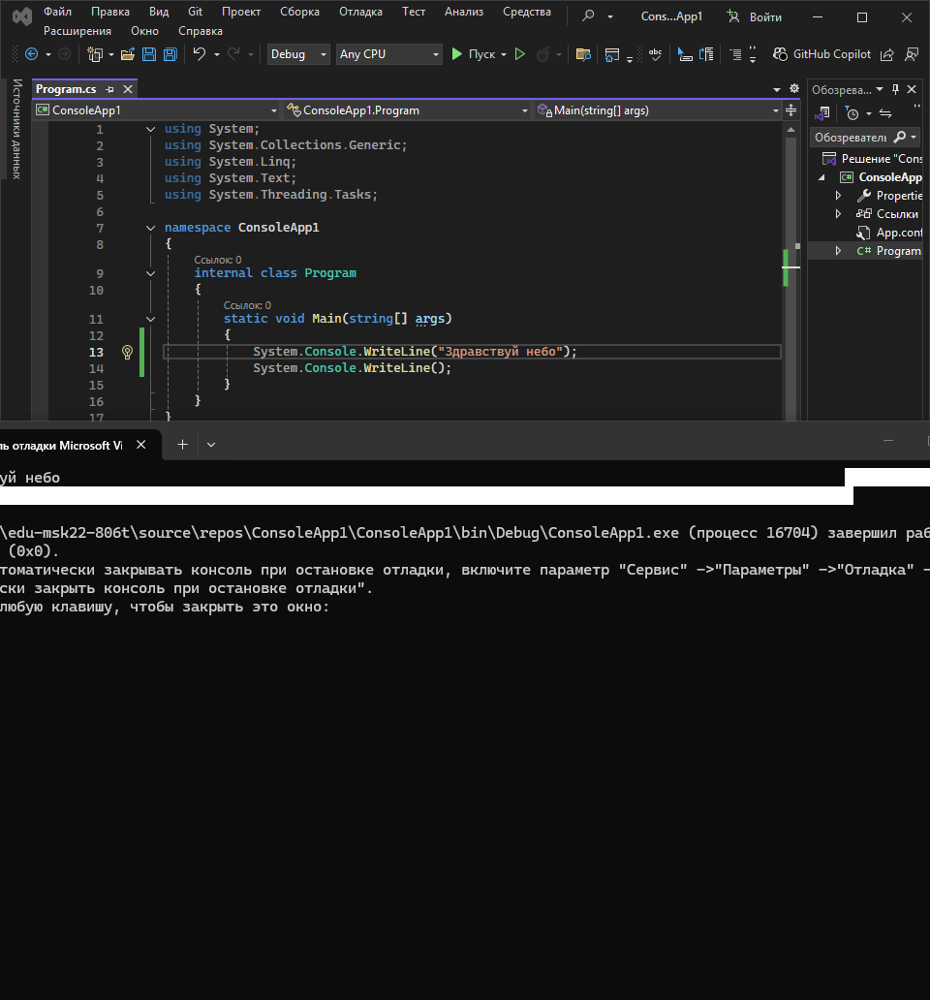 Файл Правка Вид Git Проект Сборка Отладка Тест Анализ Средства Cons...App1 Войти
Расширения Окно Справка
Debug Any CPU Пуск abc GitHub Copilot
Источники данных
Program.cs
Обозрева...
ConsoleApp1 ConsoleApp1.Program Main(string[] args)
Обозреватель
Решение "Cons
ConsoleApp
Propertie
Ссылки
App.conf
Program
1 using System;
2 using System.Collections.Generic;
3 using System.Linq;
4 using System.Text;
5 using System.Threading.Tasks;
6
7 namespace ConsoleApp1
8 {
Ссылок: 0
9 internal class Program
10 {
Ссылок: 0
11 static void Main(string[] args)
12 {
13 System.Console.WriteLine("Здравствуй небо");
14 System.Console.WriteLine();
15 }
16 }
17 }
ль отладки Microsoft Vi
уй небо
\edu-msk22-806t\source\repos\ConsoleApp1\ConsoleApp1\bin\Debug\ConsoleApp1.exe (процесс 16704) завершил раб
(0x0).
томатически закрывать консоль при остановке отладки, включите параметр "Сервис" ->"Параметры" ->"Отладка" -
ски закрыть консоль при остановке отладки".
любую клавишу, чтобы закрыть это окно: